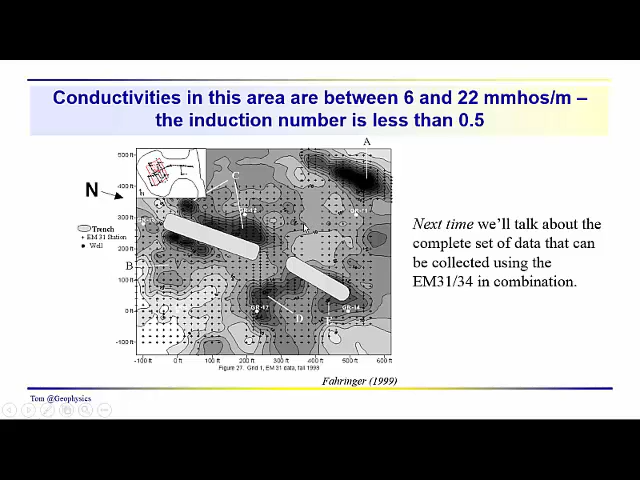 Conductivities in this area are between 6 and 22 mmhos/m –
the induction number is less than 0.5
A
500 ft
400 ft
300 ft
200 ft
100 ft
0 ft
-100 ft
C
N
Trench
+ EM 31 Station
Well
B
D
-100 ft 0 ft 100 ft 200 ft 300 ft 400 ft 500 ft 600 ft
Figure 27. Grid 1, EM 31 data, fall 1998
Fahringer (1999)
Next time we’ll talk about the
complete set of data that can
be collected using the
EM31/34 in combination.
Tom @Geophysics